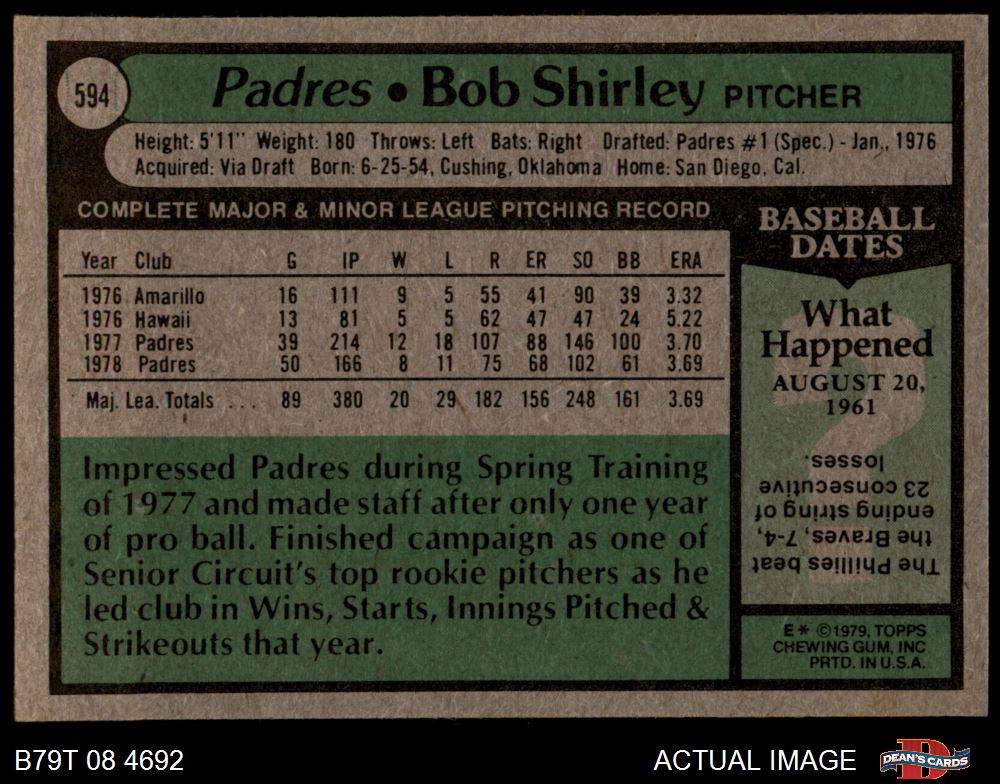 594
Padres • Bob Shirley PITCHER
Height: 5'11" Weight: 180 Throws: Left Bats: Right Drafted: Padres #1 (Spec.) - Jan., 1976
Acquired: Via Draft Born: 6-25-54, Cushing, Oklahoma Home: San Diego, Cal.
COMPLETE MAJOR & MINOR LEAGUE PITCHING RECORD
Year Club G IP W L R ER SO BB ERA
1976 Amarillo 16 111 9 5 55 41 90 39 3.32
1976 Hawaii 13 81 5 5 62 47 47 24 5.22
1977 Padres 39 214 12 18 107 88 146 100 3.70
1978 Padres 50 166 8 11 75 68 102 61 3.69
Maj. Lea. Totals ... 89 380 20 29 182 156 248 161 3.69
Impressed Padres during Spring Training
of 1977 and made staff after only one year
of pro ball. Finished campaign as one of
Senior Circuit's top rookie pitchers as he
led club in Wins, Starts, Innings Pitched &
Strikeouts that year.
BASEBALL
DATES
What
Happened
AUGUST 20,
1961
?
The Phillies beat
the Braves, 7-4,
ending string of
23 consecutive
losses.
E* ©1979, TOPPS
CHEWING GUM, INC
PRTD. IN U.S.A.
B79T 08 4692
ACTUAL IMAGE
D
DEAN'S CARDS